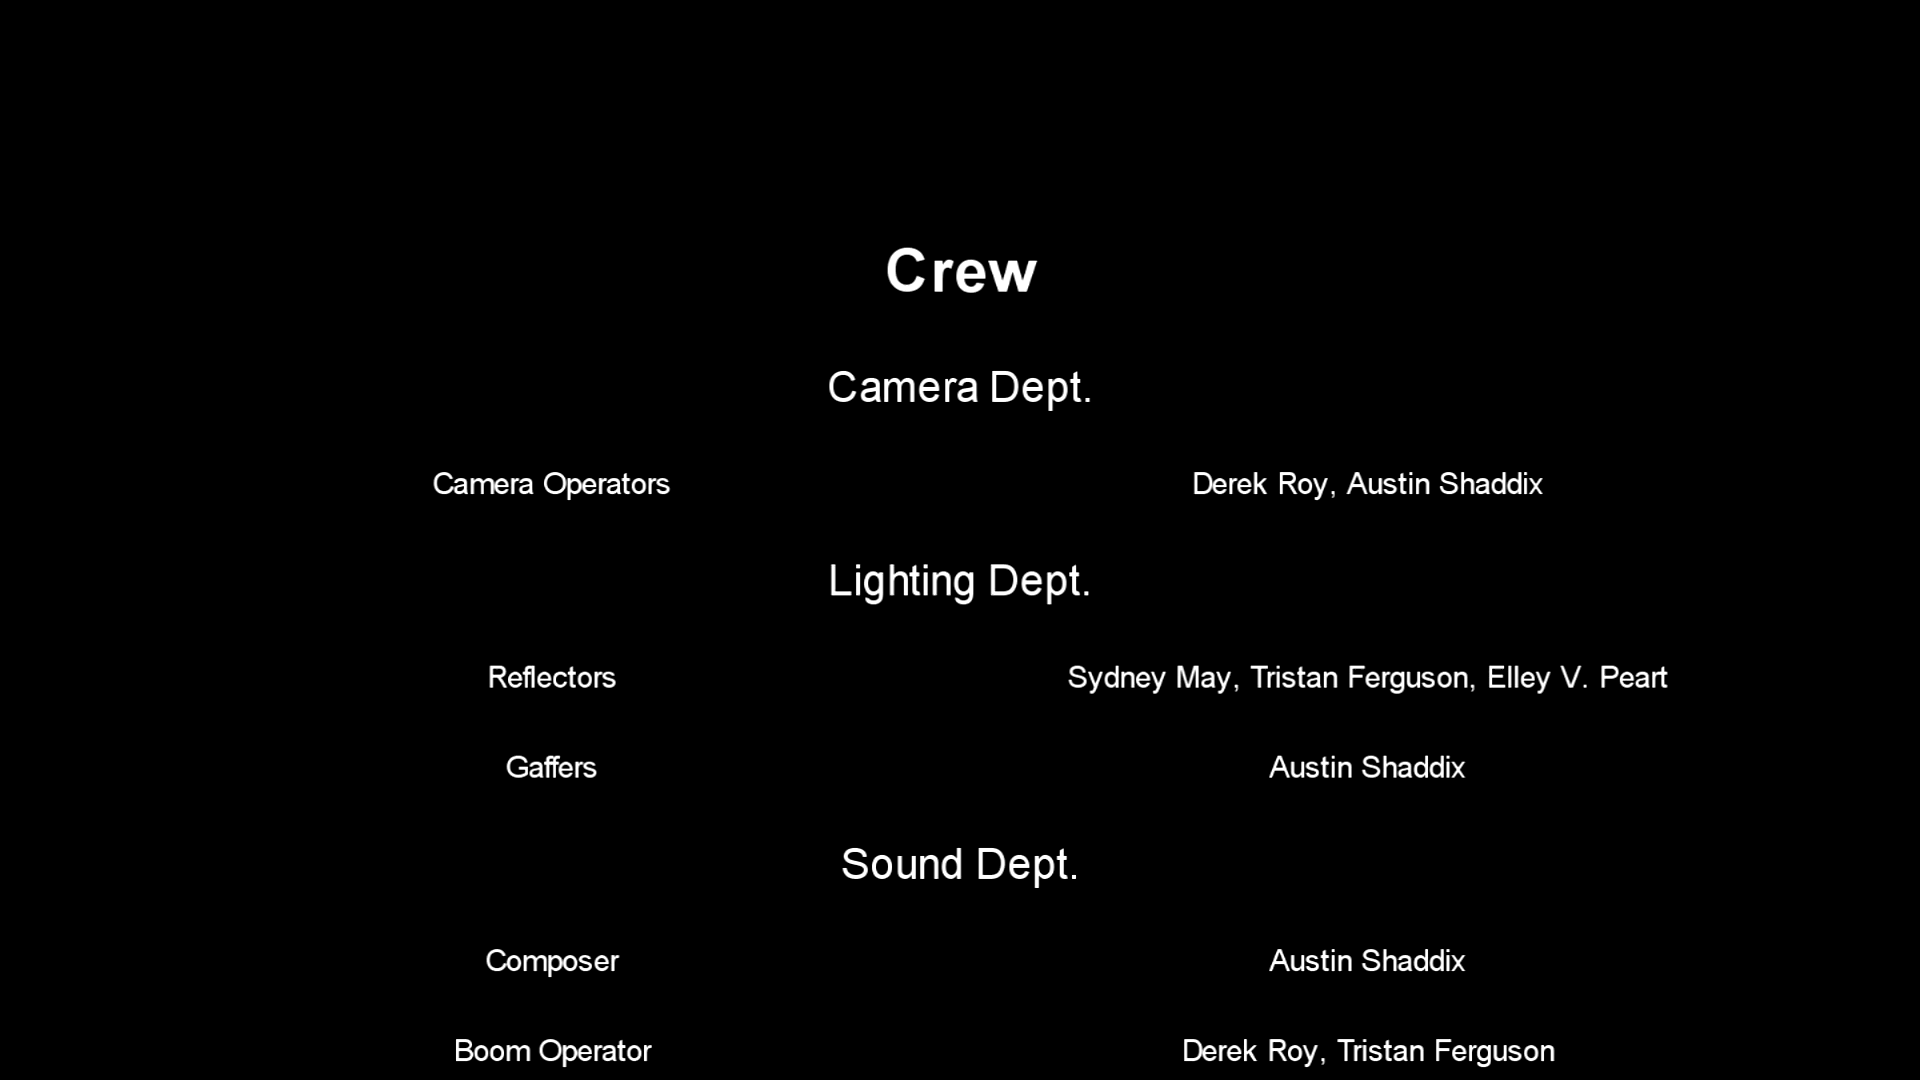 Crew
Camera Dept.
Camera Operators Derek Roy, Austin Shaddix
Lighting Dept.
Reflectors Sydney May, Tristan Ferguson, Elley V. Peart
Gaffers Austin Shaddix
Sound Dept.
Composer Austin Shaddix
Boom Operator Derek Roy, Tristan Ferguson